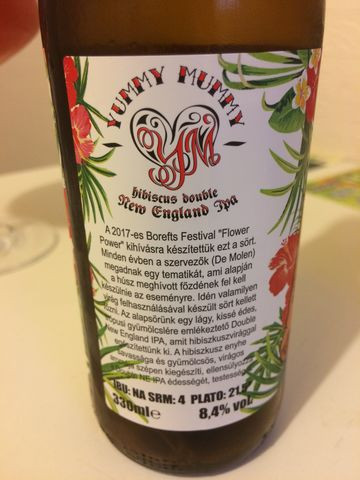 YUMMY MUMMY
YM
hibiscus double
New England Ipa
A 2017-es Borefts Festival "Flower
Power" kihívásra készítettük ezt a sört.
Minden évben a szervezők (De Molen)
megadnak egy tematikát, ami alapján
a húsz meghívott főzdének fel kell
készülnie az eseményre. Idén valamilyen
virág felhasználásával készült sört kellett
főzni. Az alapsörünk egy lágy, kissé édes,
trópusi gyümölcslére emlékeztető Double
New England IPA, amit hibiszkuszvirággal
egészítettünk ki. A hibiszkusz enyhe
savassága és gyümölcsös, virágos
szépen kiegészíti, ellensúlyozza
NE IPA édességét, testességét
IBU: NA SRM: 4 PLATO: 21,5
330ml℮ 8,4% VOL.